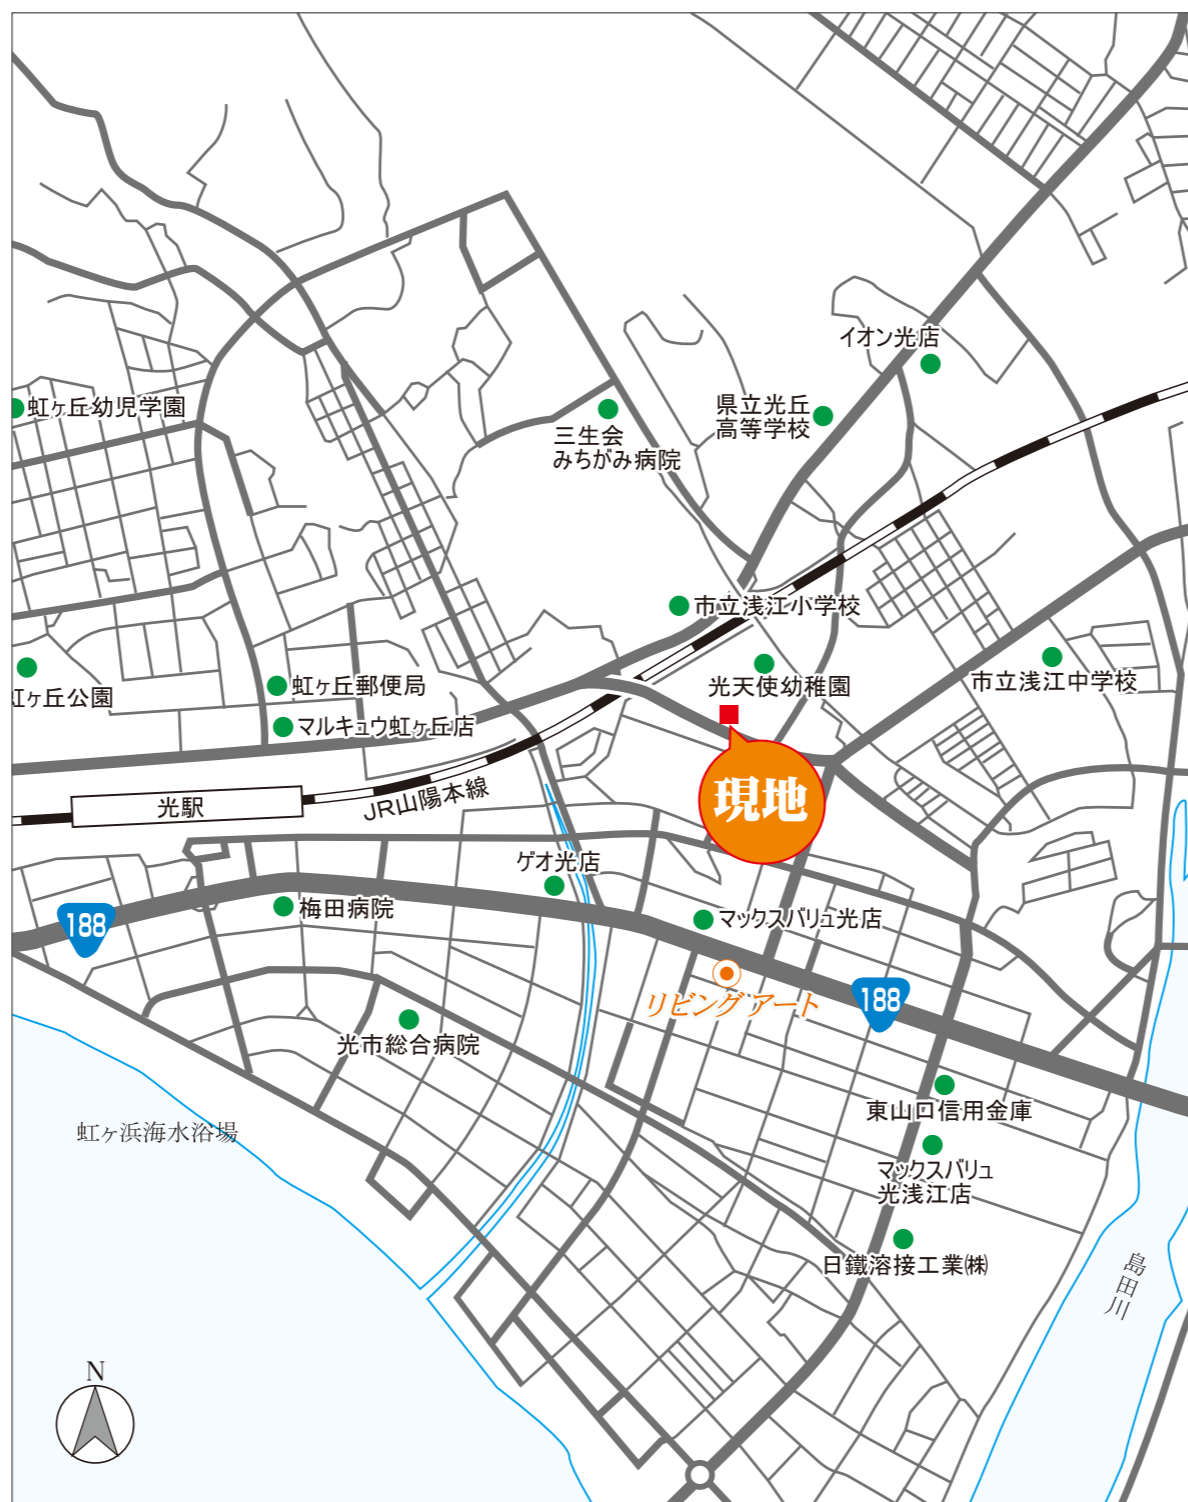 イオン光店
虹ヶ丘幼児学園
県立光丘
高等学校
三生会
みちがみ病院
市立浅江小学校
光天使幼稚園
市立浅江中学校
虹ヶ丘公園
虹ヶ丘郵便局
マルキュウ虹ヶ丘店
現地
光駅
JR山陽本線
ゲオ光店
188
梅田病院
マックスバリュ光店
リビングアート
188
光市総合病院
東山口信用金庫
虹ヶ浜海水浴場
マックスバリュ
光浅江店
日鐵溶接工業㈱
島田川
N